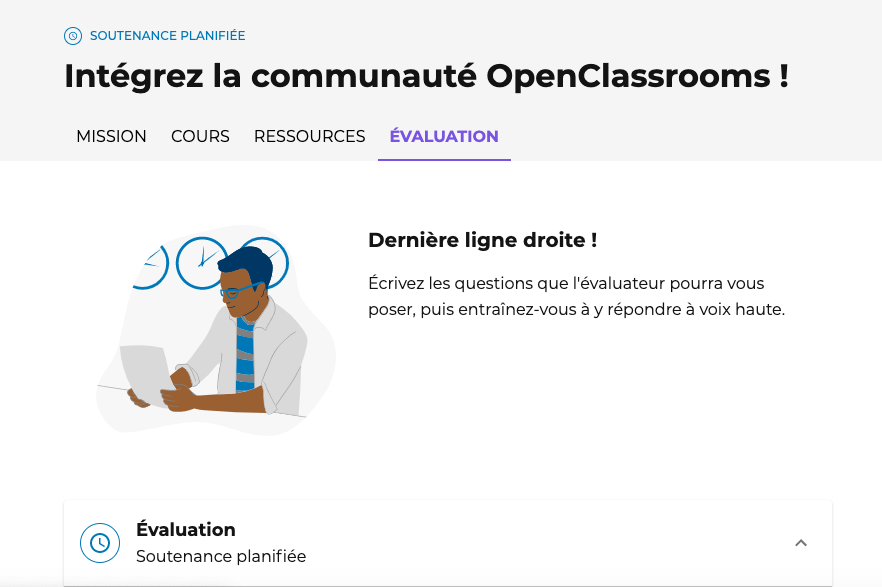 SOUTENANCE PLANIFIÉE
Intégrez la communauté OpenClassrooms !
MISSION COURS RESSOURCES ÉVALUATION
Dernière ligne droite !
Écrivez les questions que l'évaluateur pourra vous
poser, puis entraînez-vous à y répondre à voix haute.
Évaluation
Soutenance planifiée